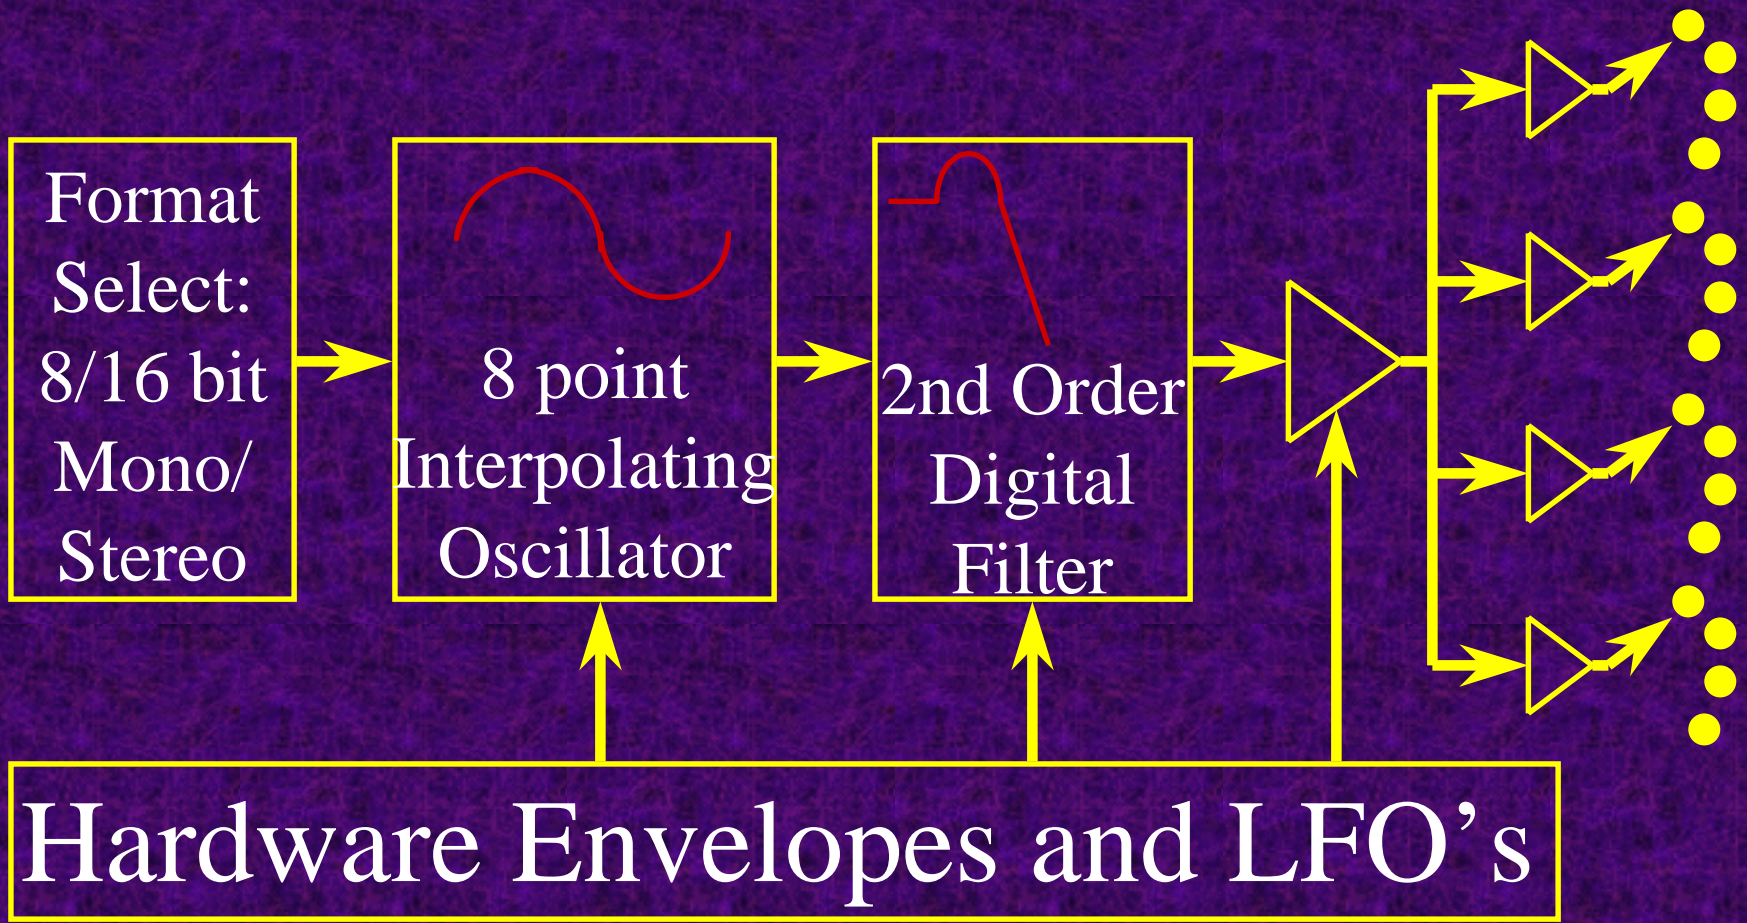 Format
Select:
8/16 bit
Mono/
Stereo
8 point
Interpolating
Oscillator
2nd Order
Digital
Filter
Hardware Envelopes and LFO’s